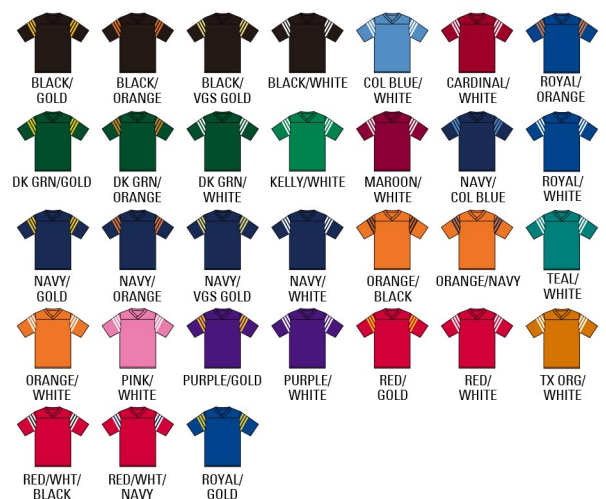 BLACK/
GOLD
BLACK/
ORANGE
BLACK/
VGS GOLD
BLACK/WHITE
COL BLUE/
WHITE
CARDINAL/
WHITE
ROYAL/
ORANGE
DK GRN/GOLD
DK GRN/
ORANGE
DK GRN/
WHITE
KELLY/WHITE
MAROON/
WHITE
NAVY/
COL BLUE
ROYAL/
WHITE
NAVY/
GOLD
NAVY/
ORANGE
NAVY/
VGS GOLD
NAVY/
WHITE
ORANGE/
BLACK
ORANGE/NAVY
TEAL/
WHITE
ORANGE/
WHITE
PINK/
WHITE
PURPLE/GOLD
PURPLE/
WHITE
RED/
GOLD
RED/
WHITE
TX ORG/
WHITE
RED/WHT/
BLACK
RED/WHT/
NAVY
ROYAL/
GOLD